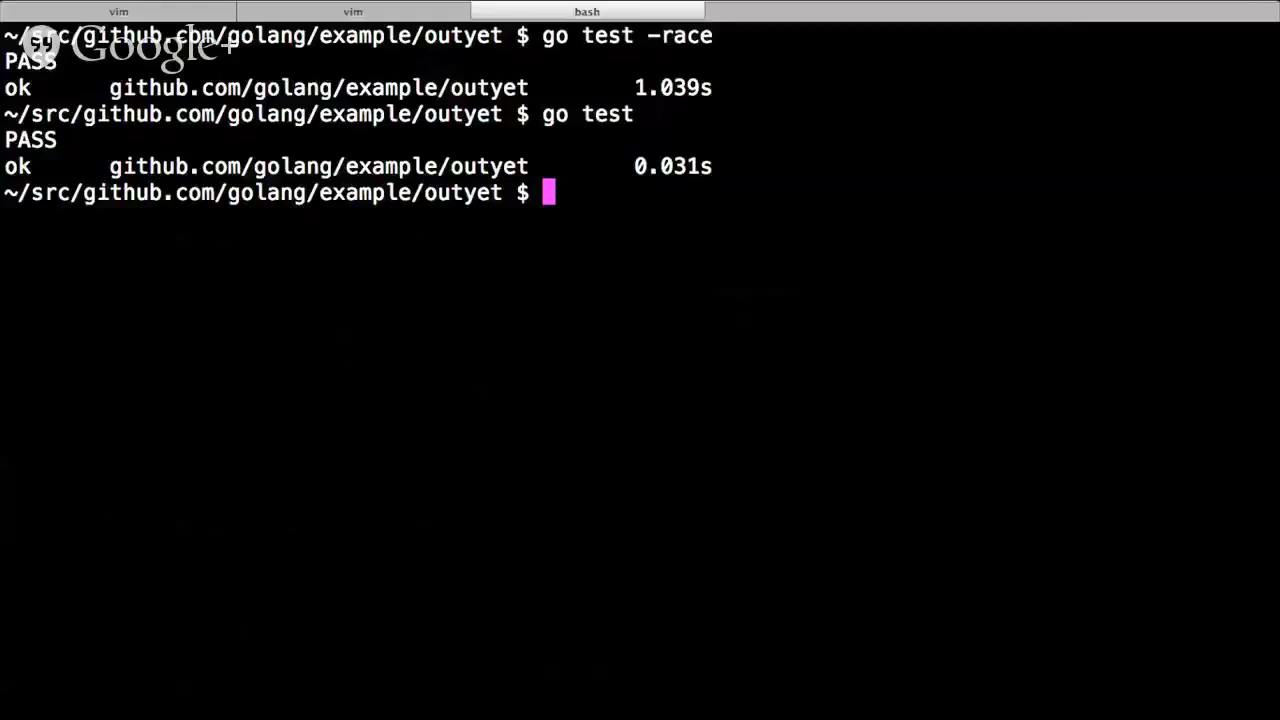 vim vim bash
~/src/github.com/golang/example/outyet $ go test -race
Google+
PASS
ok github.com/golang/example/outyet 1.039s
~/src/github.com/golang/example/outyet $ go test
PASS
ok github.com/golang/example/outyet 0.031s
~/src/github.com/golang/example/outyet $